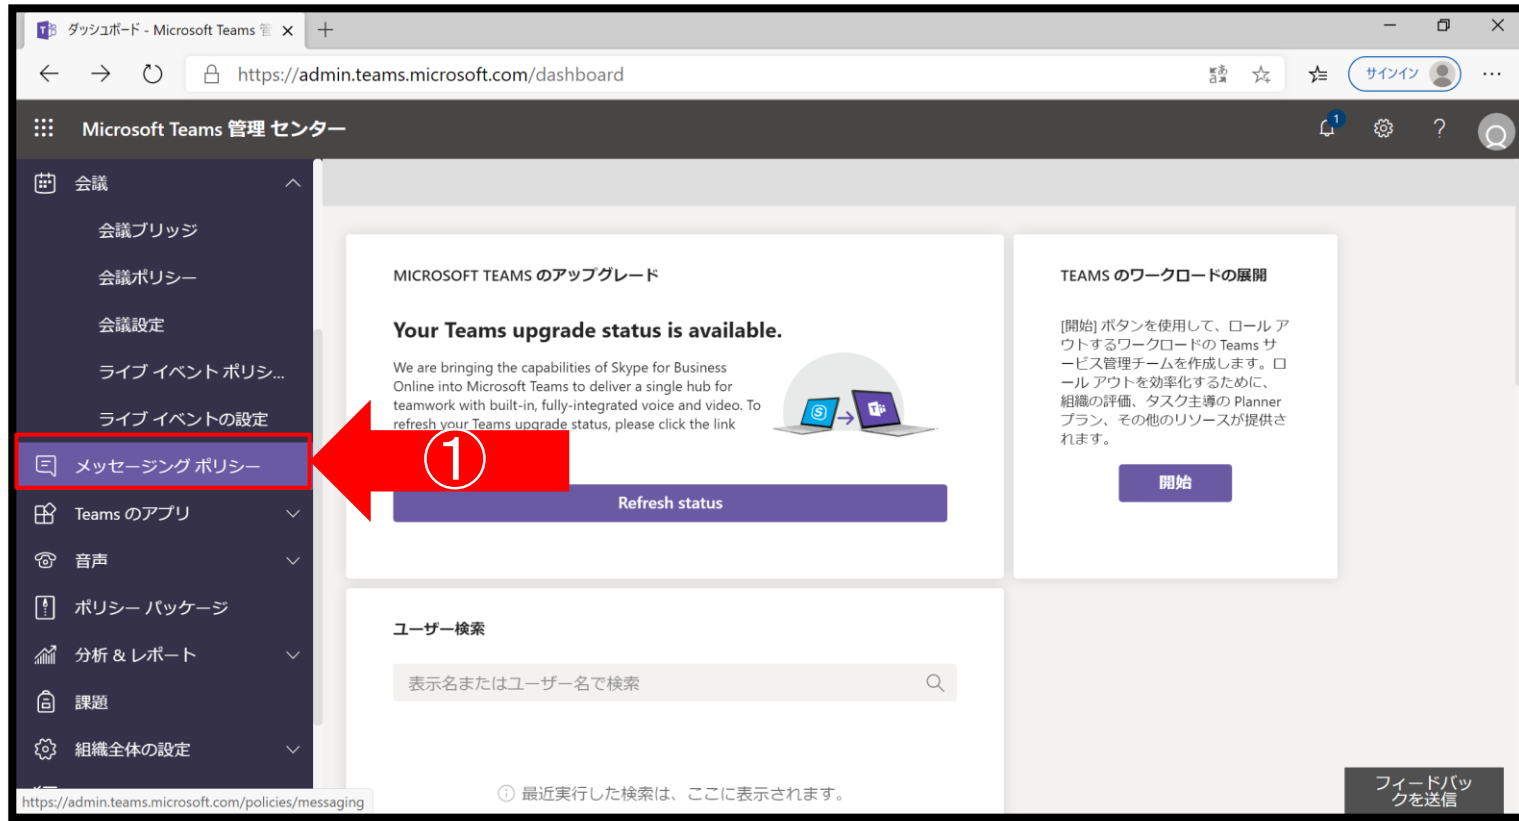 ダッシュボード - Microsoft Teams 管
https://admin.teams.microsoft.com/dashboard
サインイン
Microsoft Teams 管理 センター
1
?
会議
会議ブリッジ
会議ポリシー
会議設定
ライブ イベント ポリシ...
ライブ イベントの設定
メッセージング ポリシー
①
Teams のアプリ
音声
ポリシー パッケージ
分析 & レポート
課題
組織全体の設定
https://admin.teams.microsoft.com/policies/messaging
MICROSOFT TEAMS のアップグレード
Your Teams upgrade status is available.
We are bringing the capabilities of Skype for Business
Online into Microsoft Teams to deliver a single hub for
teamwork with built-in, fully-integrated voice and video. To
refresh your Teams upgrade status, please click the link
Refresh status
TEAMS のワークロードの展開
[開始] ボタンを使用して、ロール ア
ウトするワークロードの Teams サ
ービス管理チームを作成します。ロ
ール アウトを効率化するために、
組織の評価、タスク主導の Planner
プラン、その他のリソースが提供さ
れます。
開始
ユーザー検索
表示名またはユーザー名で検索
最近実行した検索は、ここに表示されます。
フィードバッ
クを送信